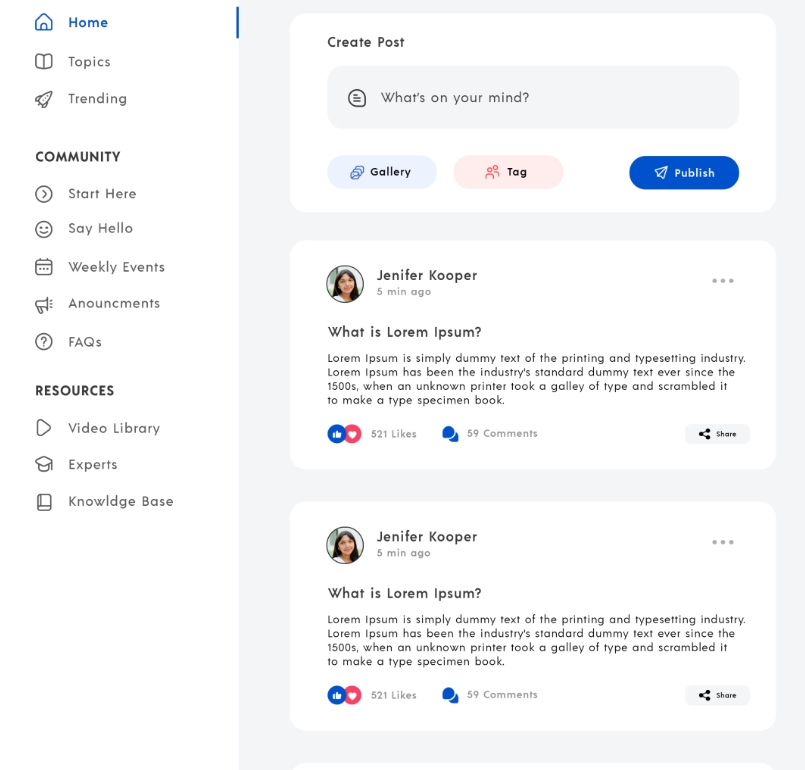 Home
Topics
Trending
COMMUNITY
Start Here
Say Hello
Weekly Events
Anouncments
FAQs
RESOURCES
Video Library
Experts
Knowldge Base
Create Post
What's on your mind?
Gallery
Tag
Publish
Jenifer Kooper
5 min ago
What is Lorem Ipsum?
Lorem Ipsum is simply dummy text of the printing and typesetting industry.
Lorem Ipsum has been the industry's standard dummy text ever since the
1500s, when an unknown printer took a galley of type and scrambled it
to make a type specimen book.
521 Likes
59 Comments
Share
Jenifer Kooper
5 min ago
What is Lorem Ipsum?
Lorem Ipsum is simply dummy text of the printing and typesetting industry.
Lorem Ipsum has been the industry's standard dummy text ever since the
1500s, when an unknown printer took a galley of type and scrambled it
to make a type specimen book.
521 Likes
59 Comments
Share